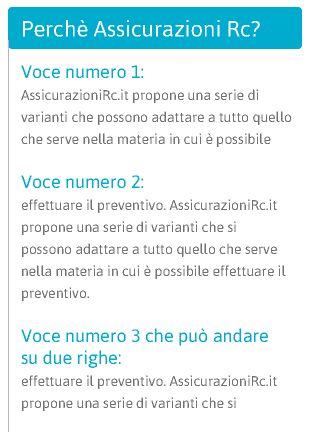 Perchè Assicurazioni Rc?
Voce numero 1:
AssicurazioniRc.it propone una serie di
varianti che possono adattare a tutto quello
che serve nella materia in cui è possibile
Voce numero 2:
effettuare il preventivo. AssicurazioniRc.it
propone una serie di varianti che si
possono adattare a tutto quello che serve
nella materia in cui è possibile effettuare il
preventivo.
Voce numero 3 che può andare
su due righe:
effettuare il preventivo. AssicurazioniRc.it
propone una serie di varianti che si